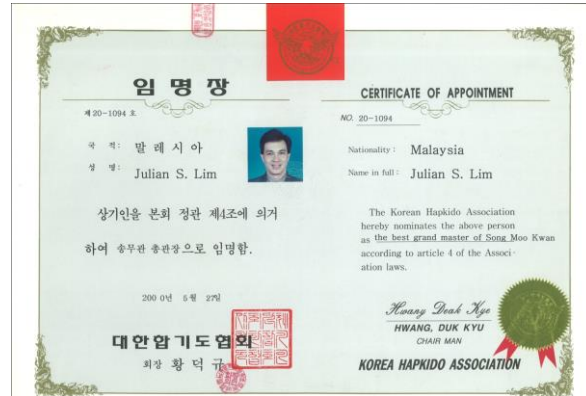 임명장
제 20-1094 호
국 적: 말레시아
성 명: Julian S. Lim
상기인을 본회 정관 제4조에 의거
하여 송무관 총관장으로 임명함.
2000년 5월 27일
대한합기도협회
회장 황덕규
CERTIFICATE OF APPOINTMENT
NO. 20-1094
Nationality: Malaysia
Name in full: Julian S. Lim
The Korean Hapkido Association
hereby nominates the above person
as the best grand master of Song Moo Kwan
according to article 4 of the Associ-
ation laws.
Hwang Deak Kye
HWANG, DUK KYU
CHAIR MAN
KOREA HAPKIDO ASSOCIATION